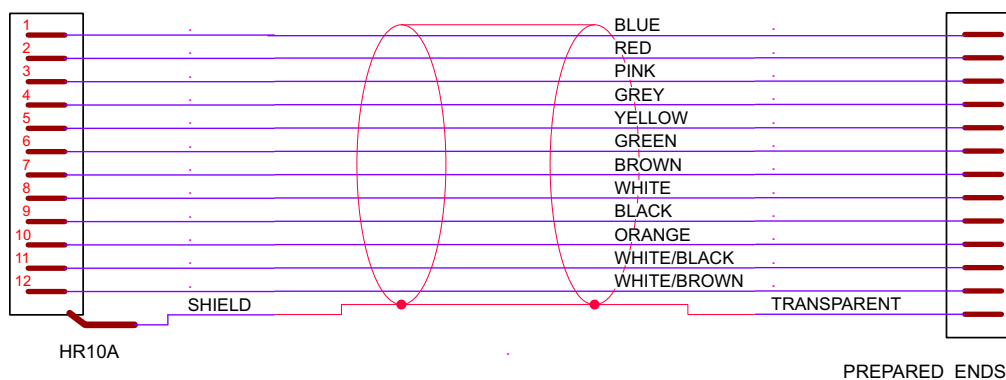 1 BLUE
2 RED
3 PINK
4 GREY
5 YELLOW
6 GREEN
7 BROWN
8 WHITE
9 BLACK
10 ORANGE
11 WHITE/BLACK
12 WHITE/BROWN
SHIELD TRANSPARENT
HR10A
PREPARED ENDS